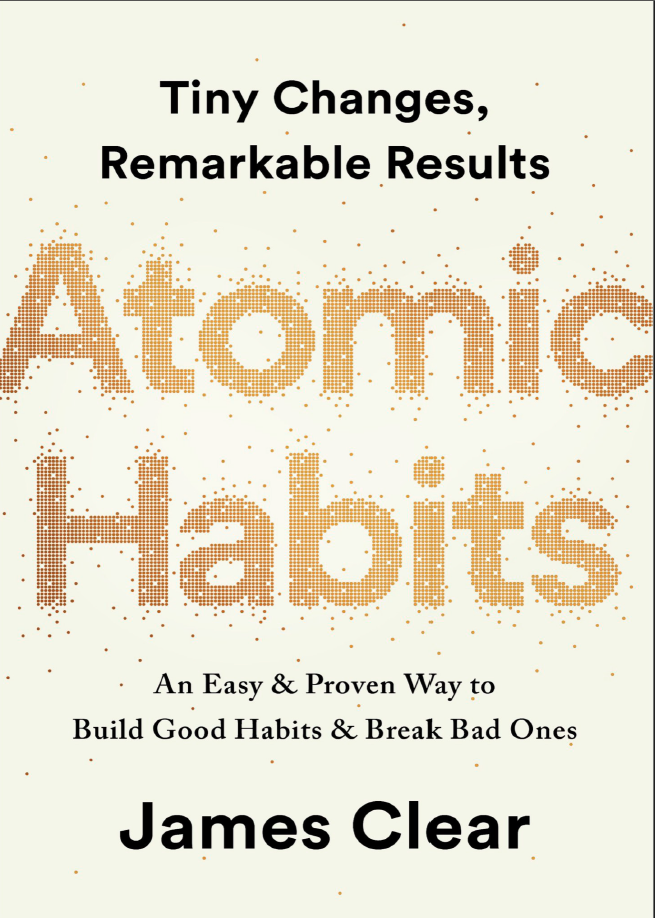 Tiny Changes,
Remarkable Results
Atomic
Habits
An Easy & Proven Way to
Build Good Habits & Break Bad Ones
James Clear